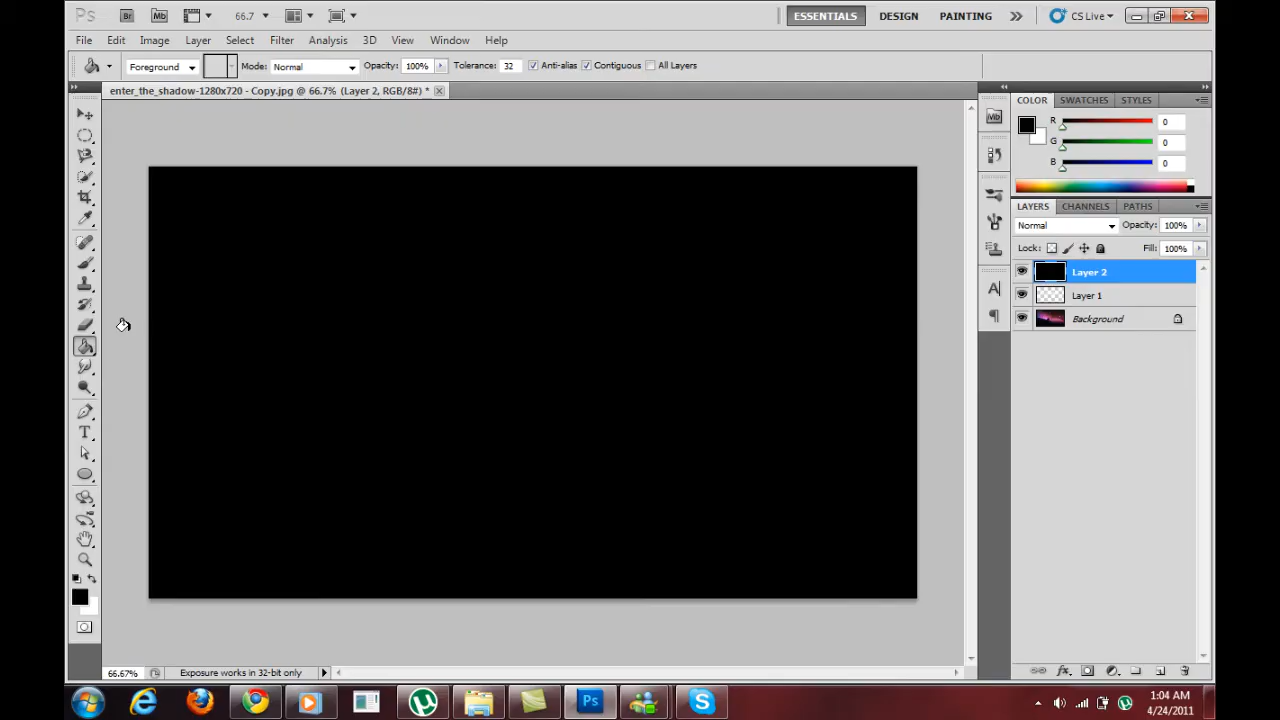 Ps Br Mb 66.7 ESSENTIALS DESIGN PAINTING CS Live
File Edit Image Layer Select Filter Analysis 3D View Window Help
Foreground Mode: Normal Opacity: 100% Tolerance: 32 Anti-alias Contiguous All Layers
enter_the_shadow-1280x720 - Copy.jpg @ 66.7% (Layer 2, RGB/8#) *
COLOR SWATCHES STYLES
Mb
R 0
G 0
B 0
LAYERS CHANNELS PATHS
Normal Opacity: 100%
Lock: Fill: 100%
Layer 2
Layer 1
Background
A
T
66.67% Exposure works in 32-bit only
fx
Ps
1:04 AM
4/24/2011